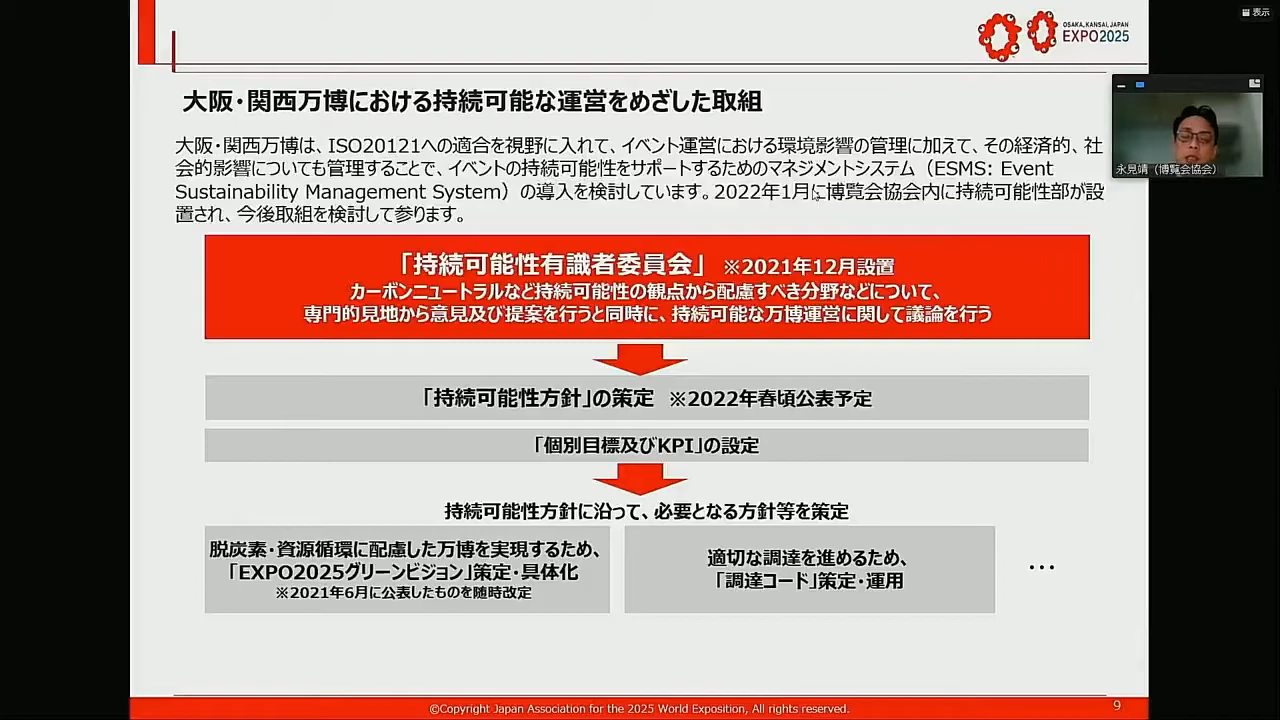 表示
OSAKA, KANSAI, JAPAN
EXPO2025
大阪・関西万博における持続可能な運営をめざした取組
大阪・関西万博は、ISO20121への適合を視野に入れて、イベント運営における環境影響の管理に加えて、その経済的、社
会的影響についても管理することで、イベントの持続可能性をサポートするためのマネジメントシステム（ESMS: Event
Sustainability Management System）の導入を検討しています。2022年1月に博覧会協会内に持続可能性部が設
置され、今後取組を検討して参ります。
永見靖（博覧会協会）
「持続可能性有識者委員会」 ※2021年12月設置
カーボンニュートラルなど持続可能性の観点から配慮すべき分野などについて、
専門的見地から意見及び提案を行うと同時に、持続可能な万博運営に関して議論を行う
「持続可能性方針」の策定 ※2022年春頃公表予定
「個別目標及びKPI」の設定
持続可能性方針に沿って、必要となる方針等を策定
脱炭素・資源循環に配慮した万博を実現するため、
「EXPO2025グリーンビジョン」策定・具体化
※2021年6月に公表したものを随時改定
適切な調達を進めるため、
「調達コード」策定・運用
…
©Copyright Japan Association for the 2025 World Exposition, All rights reserved.
9